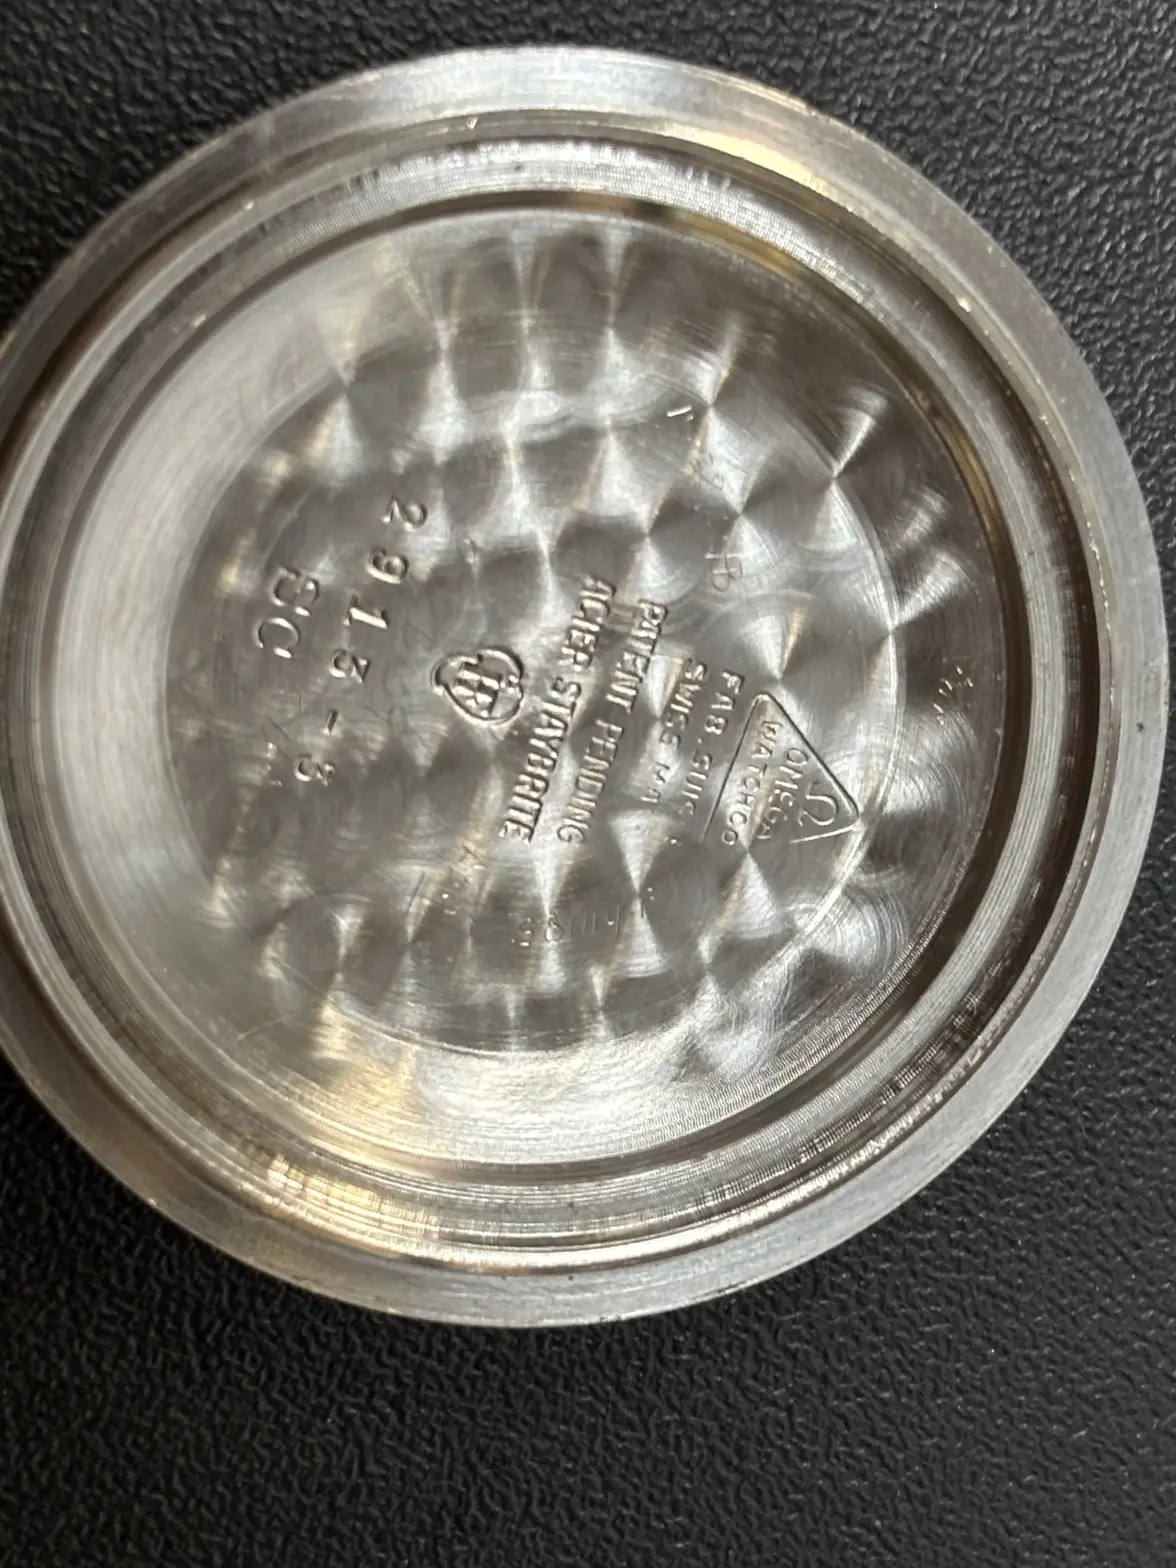 Ω
OMEGA
WATCH Co
FAB. SUISSE
SWISS MADE
PATENT PENDING
ACIER STAYBRITE
2913 - 3
SC